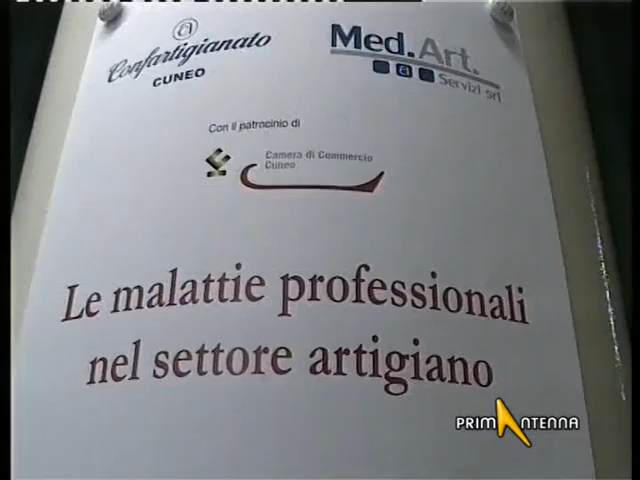 Confartigianato
CUNEO
Med.Art.
a
Servizi srl
Con il patrocinio di
Camera di Commercio
Cuneo
Le malattie professionali
nel settore artigiano
PRIMANTENNA